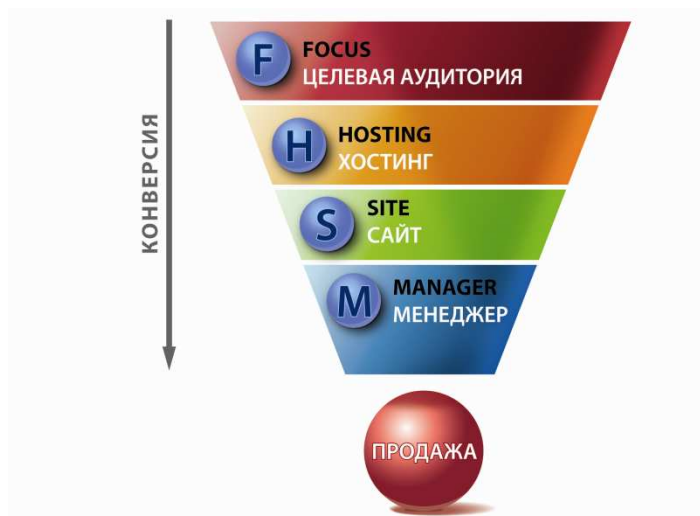 КОНВЕРСИЯ
F
FOCUS
ЦЕЛЕВАЯ АУДИТОРИЯ
H
HOSTING
ХОСТИНГ
S
SITE
САЙТ
M
MANAGER
МЕНЕДЖЕР
ПРОДАЖА